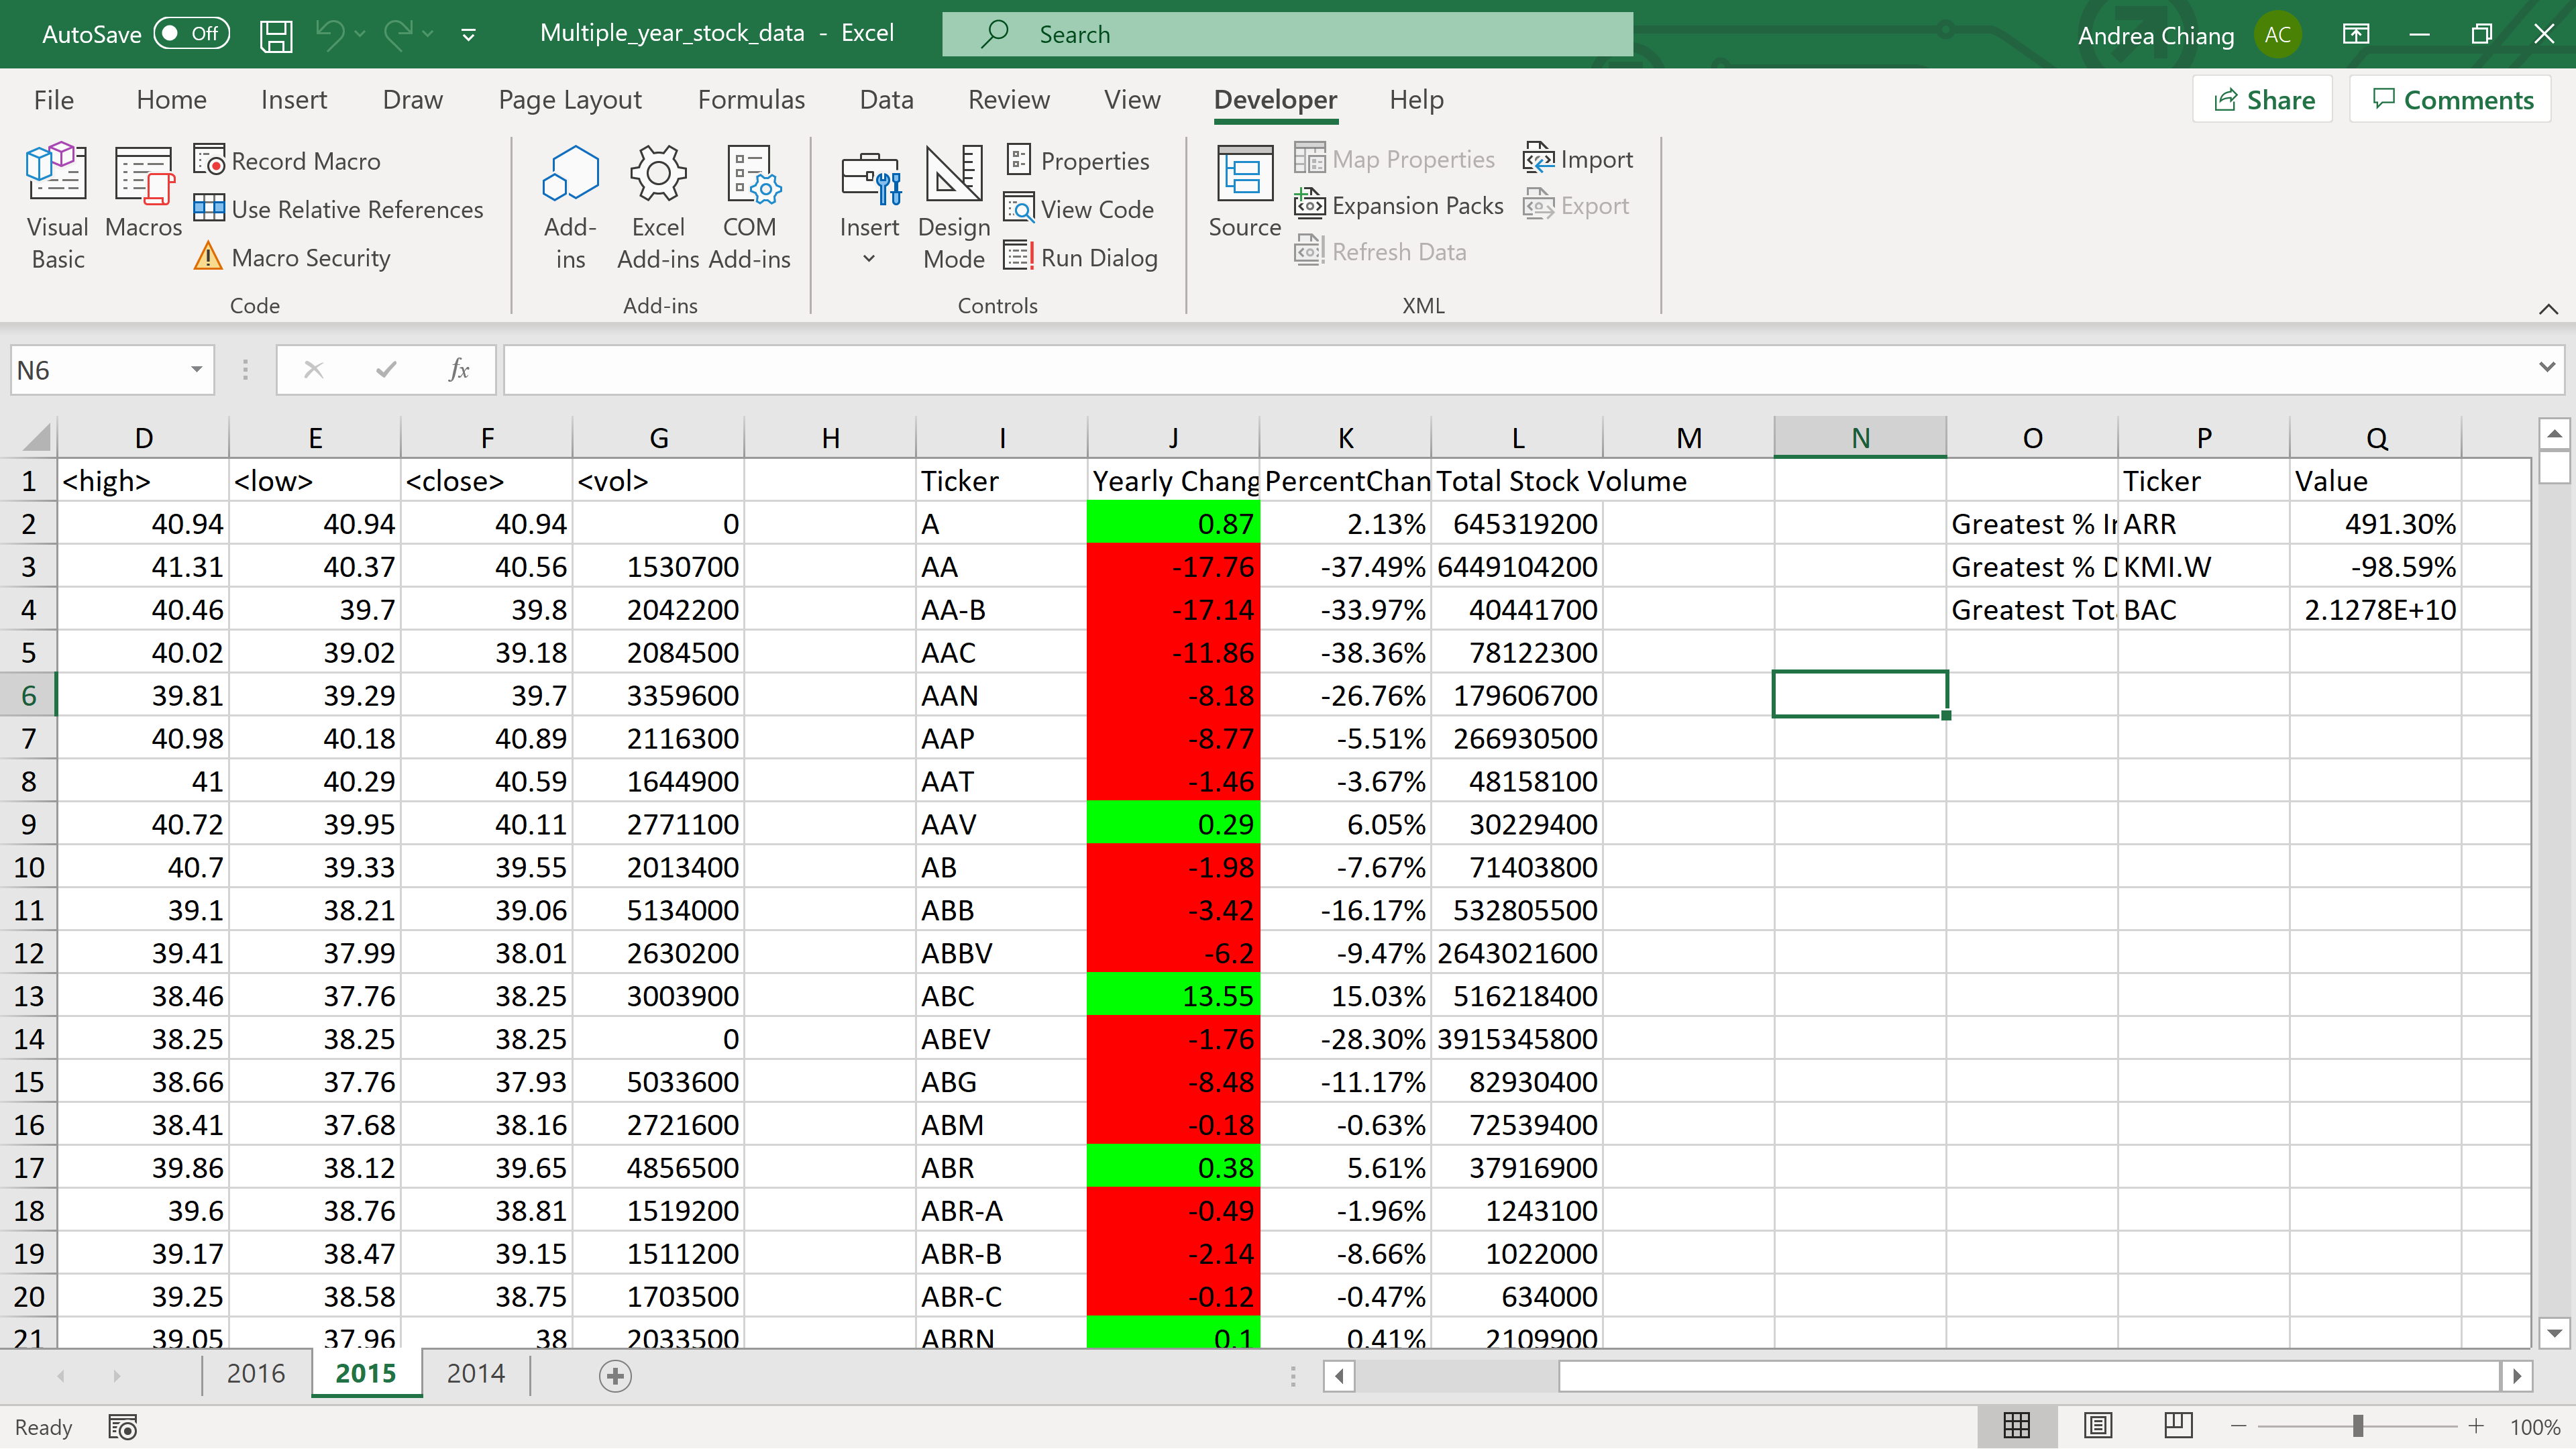 AutoSave Off Multiple_year_stock_data - Excel Search Andrea Chiang AC
File Home Insert Draw Page Layout Formulas Data Review View Developer Help Share Comments
Visual Basic
Macros
Record Macro
Use Relative References
Macro Security
Code
Add-ins
Excel Add-ins
COM Add-ins
Add-ins
Insert
Design Mode
Properties
View Code
Run Dialog
Controls
Source
Map Properties
Expansion Packs
Refresh Data
Import
Export
XML
N6 fx
D E F G H I J K L M N O P Q
1 <high> <low> <close> <vol> Ticker Yearly Chang PercentChan Total Stock Volume Ticker Value
2 40.94 40.94 40.94 0 A 0.87 2.13% 645319200 Greatest % Ir ARR 491.30%
3 41.31 40.37 40.56 1530700 AA -17.76 -37.49% 6449104200 Greatest % D KMI.W -98.59%
4 40.46 39.7 39.8 2042200 AA-B -17.14 -33.97% 40441700 Greatest Tot BAC 2.1278E+10
5 40.02 39.02 39.18 2084500 AAC -11.86 -38.36% 78122300
6 39.81 39.29 39.7 3359600 AAN -8.18 -26.76% 179606700
7 40.98 40.18 40.89 2116300 AAP -8.77 -5.51% 266930500
8 41 40.29 40.59 1644900 AAT -1.46 -3.67% 48158100
9 40.72 39.95 40.11 2771100 AAV 0.29 6.05% 30229400
10 40.7 39.33 39.55 2013400 AB -1.98 -7.67% 71403800
11 39.1 38.21 39.06 5134000 ABB -3.42 -16.17% 532805500
12 39.41 37.99 38.01 2630200 ABBV -6.2 -9.47% 2643021600
13 38.46 37.76 38.25 3003900 ABC 13.55 15.03% 516218400
14 38.25 38.25 38.25 0 ABEV -1.76 -28.30% 3915345800
15 38.66 37.76 37.93 5033600 ABG -8.48 -11.17% 82930400
16 38.41 37.68 38.16 2721600 ABM -0.18 -0.63% 72539400
17 39.86 38.12 39.65 4856500 ABR 0.38 5.61% 37916900
18 39.6 38.76 38.81 1519200 ABR-A -0.49 -1.96% 1243100
19 39.17 38.47 39.15 1511200 ABR-B -2.14 -8.66% 1022000
20 39.25 38.58 38.75 1703500 ABR-C -0.12 -0.47% 634000
21 39.05 37.96 38 2033500 ABRN 0.1 0.41% 2109900
2016 2015 2014
Ready 100%